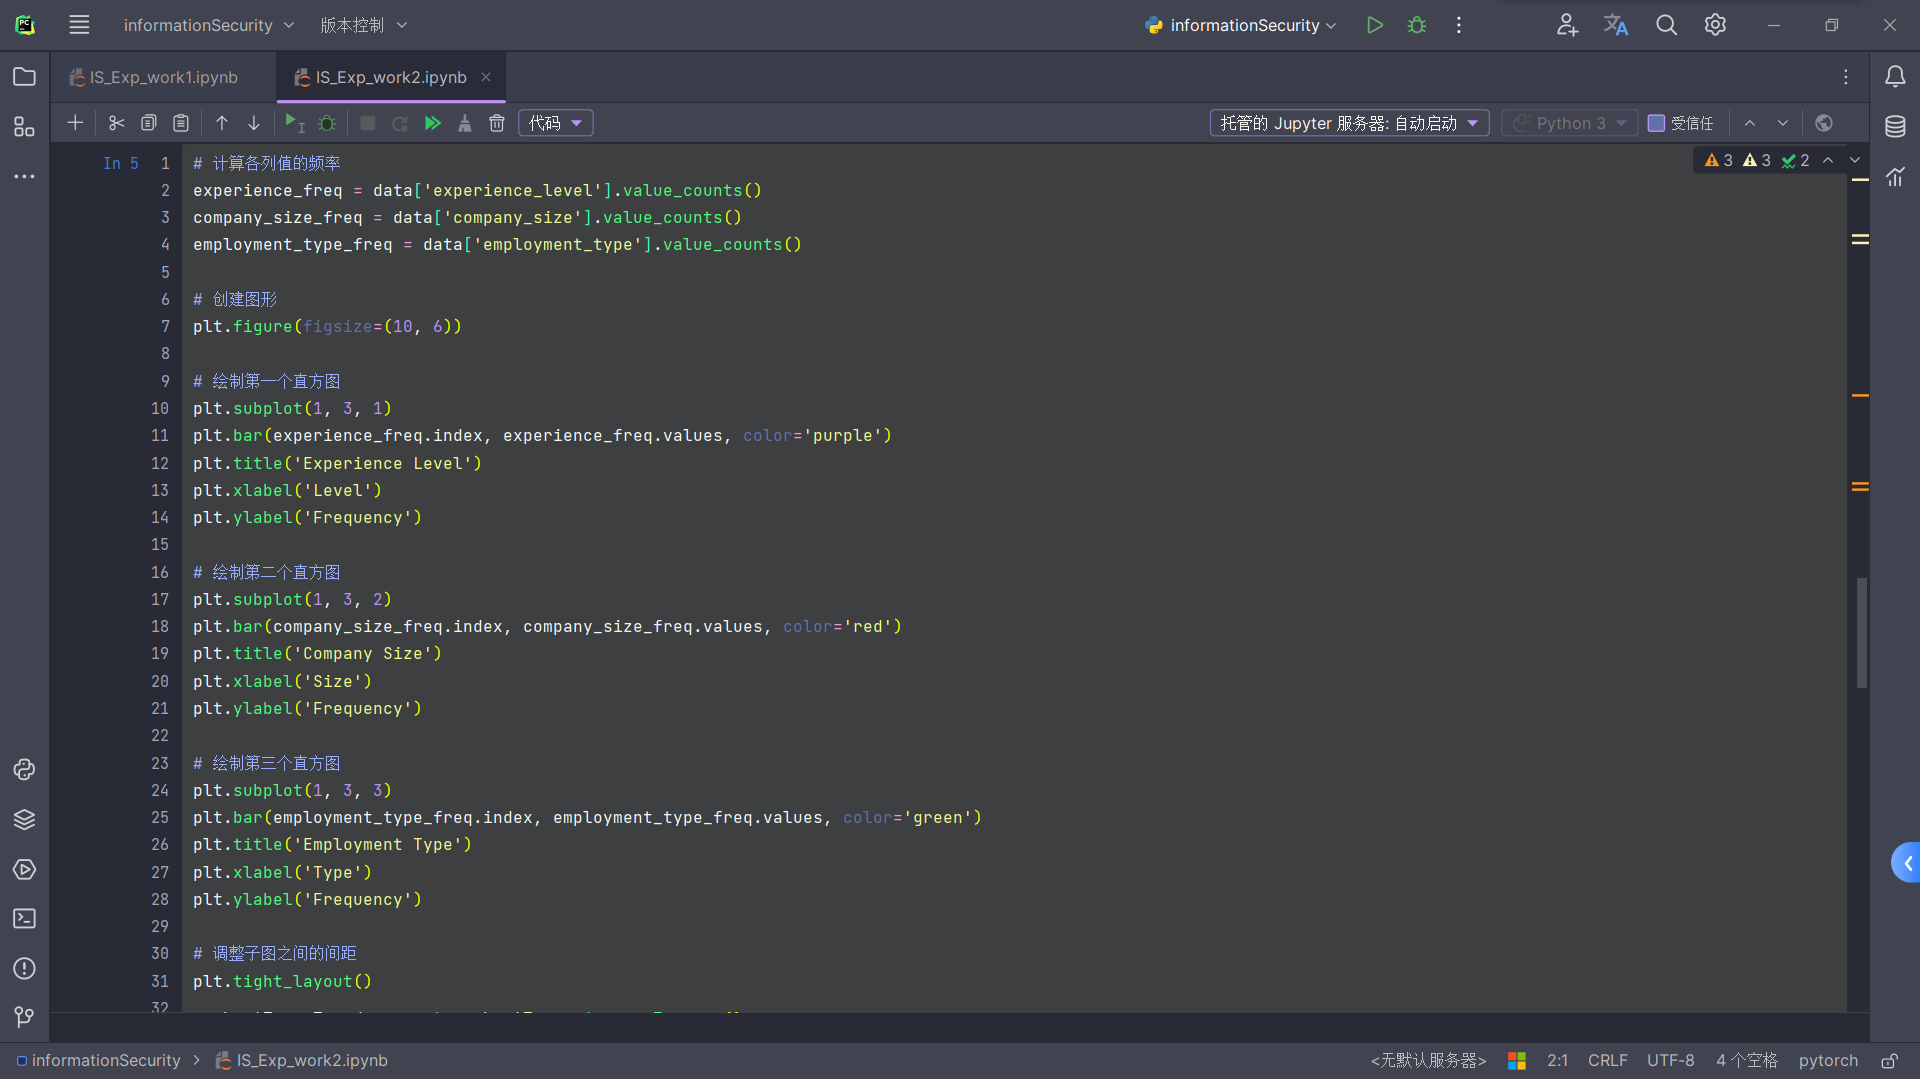 informationSecurity
版本控制
informationSecurity
IS_Exp_work1.ipynb
IS_Exp_work2.ipynb
代码
托管的 Jupyter 服务器: 自动启动
Python 3
受信任
In 5
3 3 2
1 # 计算各列值的频率
2 experience_freq = data['experience_level'].value_counts()
3 company_size_freq = data['company_size'].value_counts()
4 employment_type_freq = data['employment_type'].value_counts()
5
6 # 创建图形
7 plt.figure(figsize=(10, 6))
8
9 # 绘制第一个直方图
10 plt.subplot(1, 3, 1)
11 plt.bar(experience_freq.index, experience_freq.values, color='purple')
12 plt.title('Experience Level')
13 plt.xlabel('Level')
14 plt.ylabel('Frequency')
15
16 # 绘制第二个直方图
17 plt.subplot(1, 3, 2)
18 plt.bar(company_size_freq.index, company_size_freq.values, color='red')
19 plt.title('Company Size')
20 plt.xlabel('Size')
21 plt.ylabel('Frequency')
22
23 # 绘制第三个直方图
24 plt.subplot(1, 3, 3)
25 plt.bar(employment_type_freq.index, employment_type_freq.values, color='green')
26 plt.title('Employment Type')
27 plt.xlabel('Type')
28 plt.ylabel('Frequency')
29
30 # 调整子图之间的间距
31 plt.tight_layout()
32
informationSecurity > IS_Exp_work2.ipynb
<无默认服务器>
2:1
CRLF
UTF-8
4 个空格
pytorch